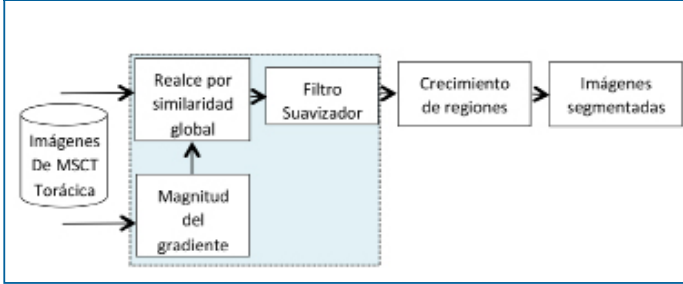 Imágenes
De MSCT
Torácica
Realce por
similaridad
global
Magnitud
del
gradiente
Filtro
Suavizador
Crecimiento
de regiones
Imágenes
segmentadas